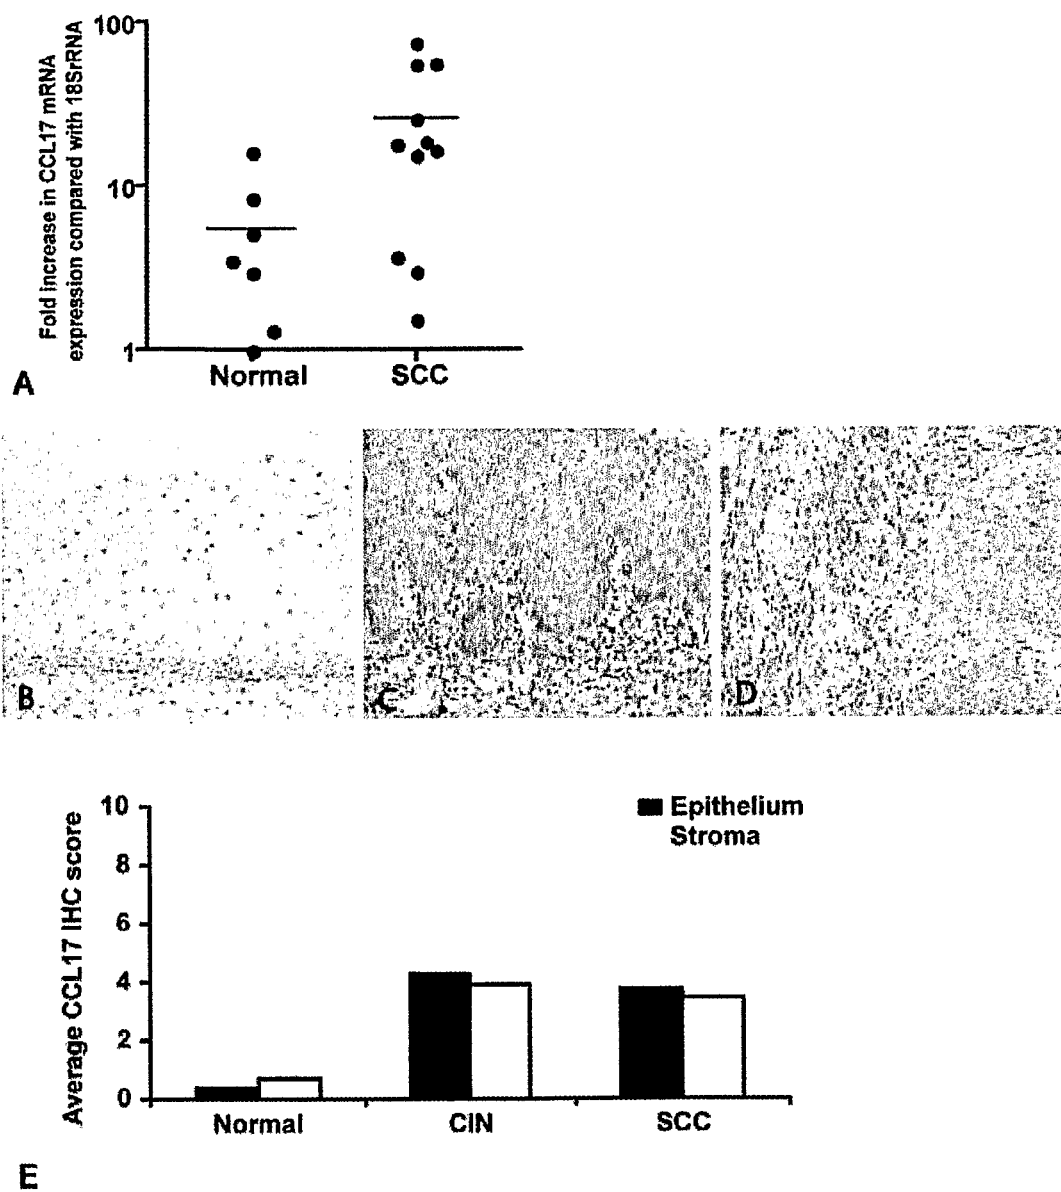 100
10
1
Fold increase in CCL17 mRNA
expression compared with 18SrRNA
Normal SCC
A
B C D
10
8
6
4
2
0
Average CCL17 IHC score
Epithelium
Stroma
Normal CIN SCC
E